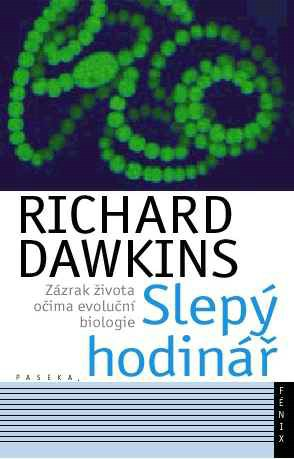 RICHARD
DAWKINS
Zázrak života
očima evoluční
biologie
Slepý
hodinář
PASEKA,
FÉNIX